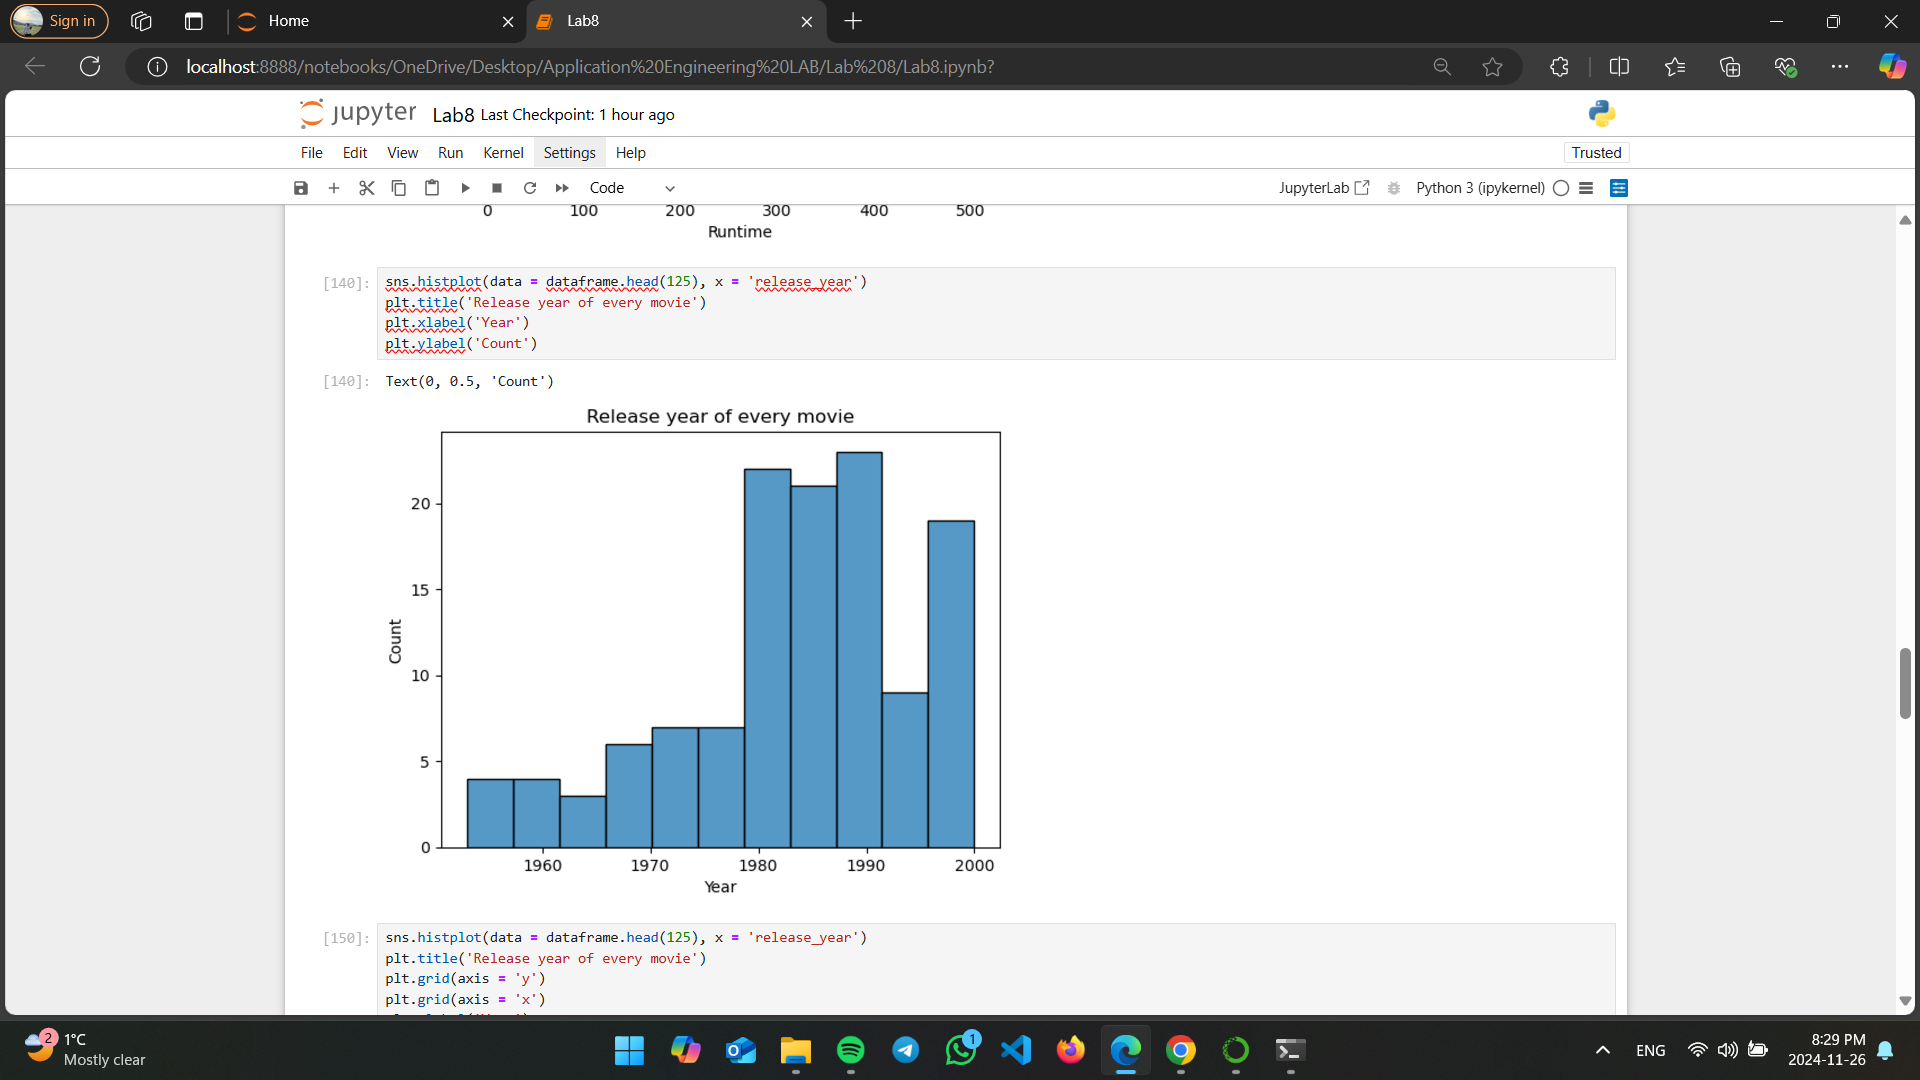 Sign in
Home
Lab8
localhost:8888/notebooks/OneDrive/Desktop/Application%20Engineering%20LAB/Lab%208/Lab8.ipynb?
jupyter Lab8 Last Checkpoint: 1 hour ago
File Edit View Run Kernel Settings Help
Trusted
Code
JupyterLab
Python 3 (ipykernel)
0 100 200 300 400 500
Runtime
[140]:
sns.histplot(data = dataframe.head(125), x = 'release_year')
plt.title('Release year of every movie')
plt.xlabel('Year')
plt.ylabel('Count')
[140]: Text(0, 0.5, 'Count')
Release year of every movie
20
15
10
5
0
Count
1960 1970 1980 1990 2000
Year
[150]:
sns.histplot(data = dataframe.head(125), x = 'release_year')
plt.title('Release year of every movie')
plt.grid(axis = 'y')
plt.grid(axis = 'x')
2
1°C
Mostly clear
1
ENG
8:29 PM
2024-11-26